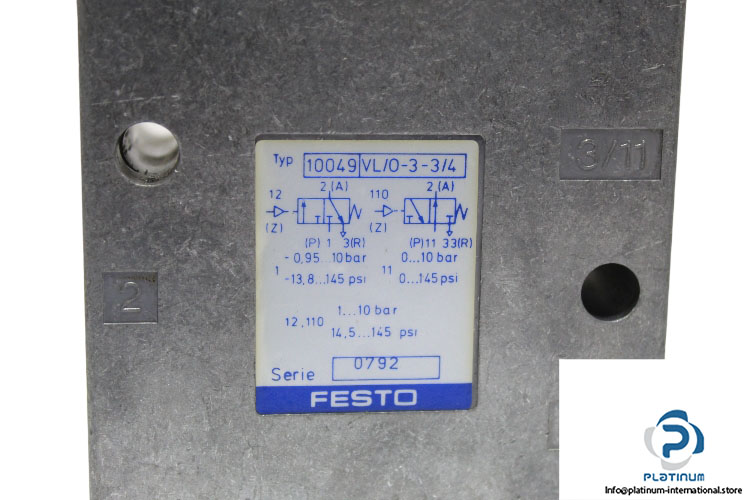 Typ 10049 VL/O-3-3/4
3/11
12 2(A) 110 2(A)
(Z) (Z)
(P) 1 3(R) (P)11 33(R)
1 -0,95...10 bar 11 0...10 bar
-13,8...145 psi 0...145 psi
2
12,110 1...10 bar
14,5...145 psi
Serie 0792
FESTO
PLATINUM
Info@platinum-international.store